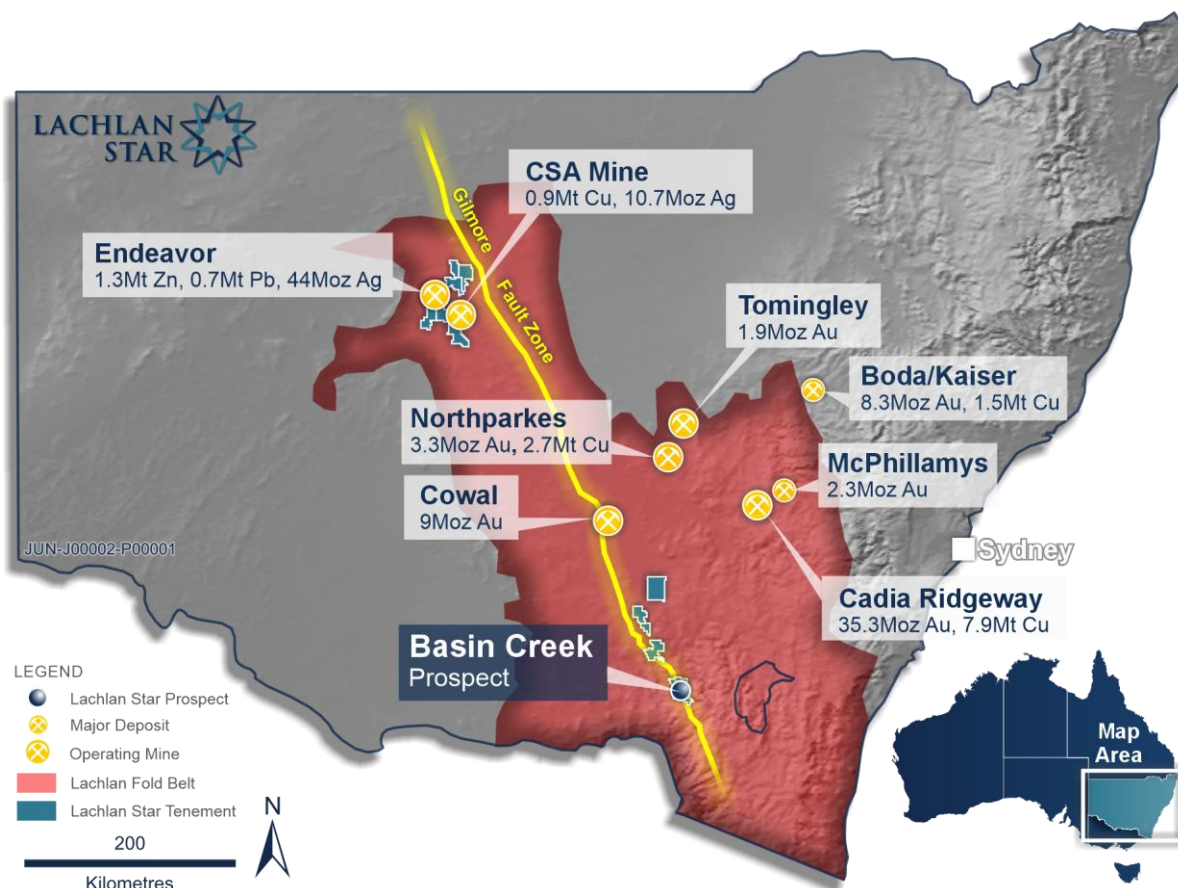 LACHLAN
STAR
CSA Mine
0.9Mt Cu, 10.7Moz Ag
Gilmore
Fault Zone
Endeavor
1.3Mt Zn, 0.7Mt Pb, 44Moz Ag
Tomingley
1.9Moz Au
Boda/Kaiser
8.3Moz Au, 1.5Mt Cu
Northparkes
3.3Moz Au, 2.7Mt Cu
McPhillamys
2.3Moz Au
Cowal
9Moz Au
JUN-J00002-P00001
Sydney
Cadia Ridgeway
35.3Moz Au, 7.9Mt Cu
Basin Creek
Prospect
LEGEND
Lachlan Star Prospect
Major Deposit
Operating Mine
Lachlan Fold Belt
Lachlan Star Tenement
N
200
Kilometres
Map
Area